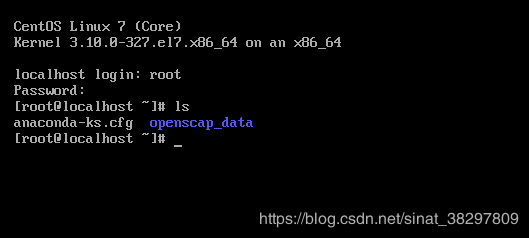 CentOS Linux 7 (Core)
Kernel 3.10.0-327.el7.x86_64 on an x86_64
localhost login: root
Password:
[root@localhost ~]# ls
anaconda-ks.cfg  openscap_data
[root@localhost ~]# _
https://blog.csdn.net/sinat_38297809